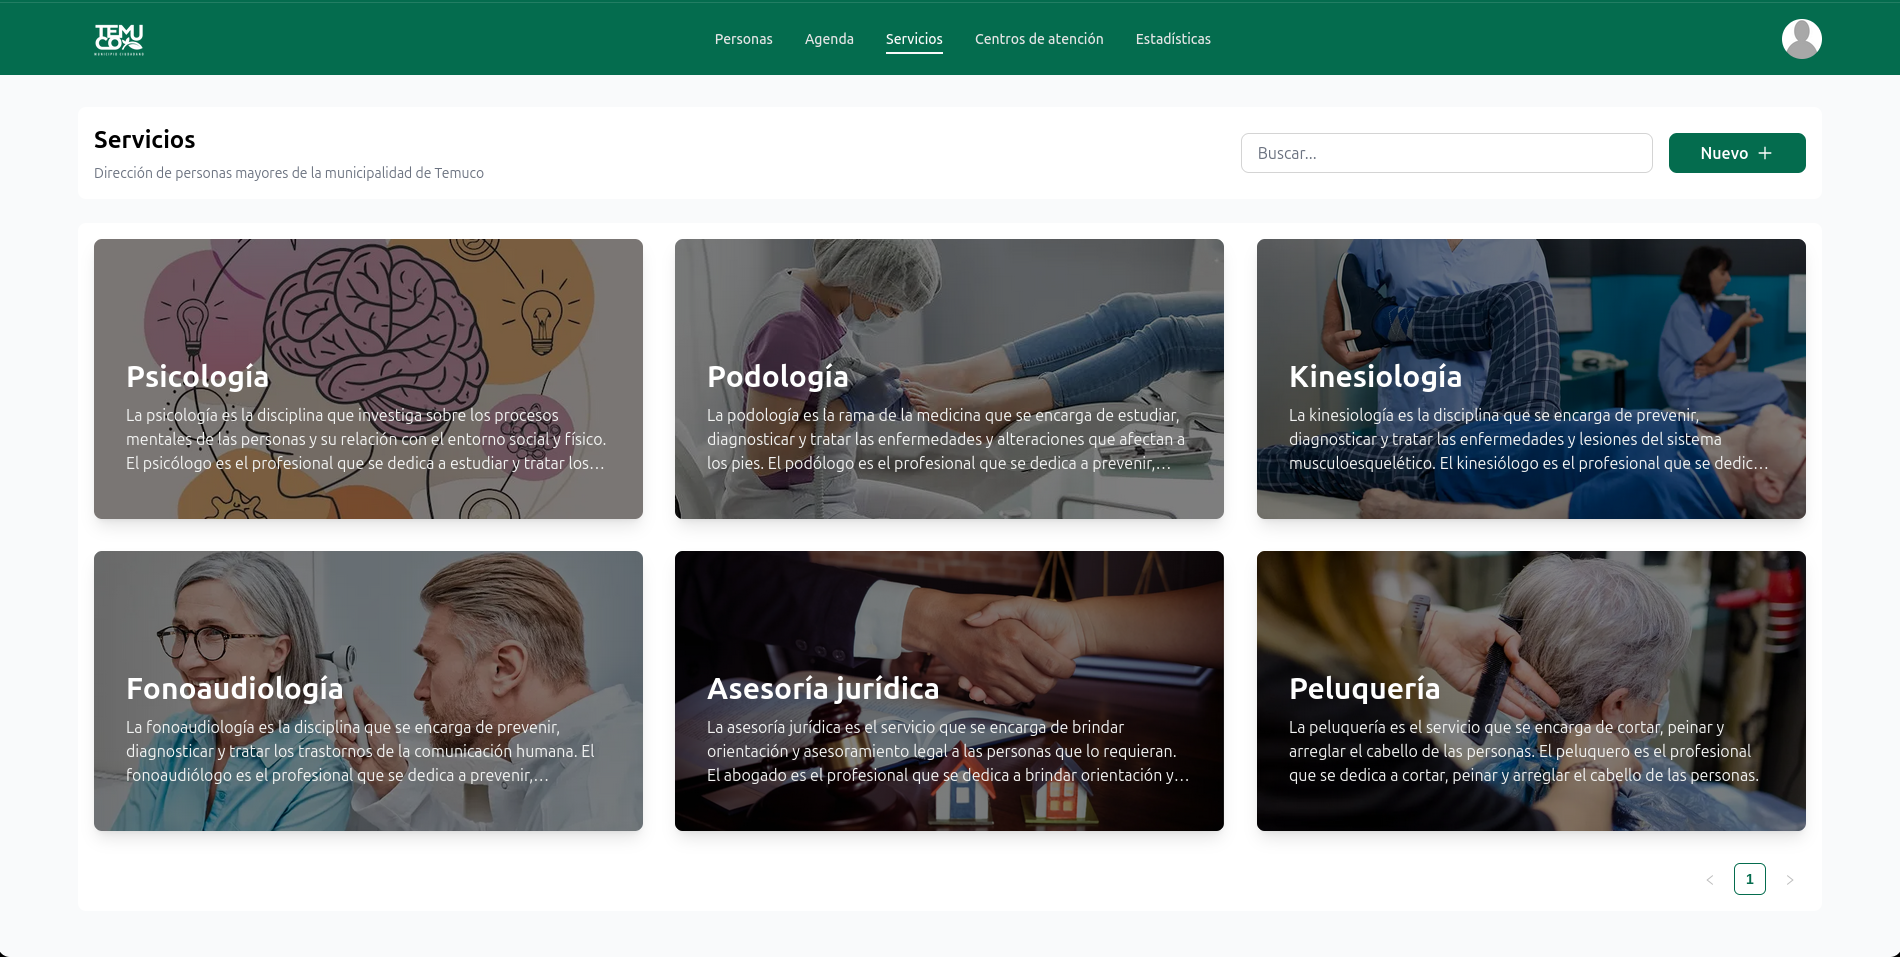 TEMU
CO
Personas
Agenda
Servicios
Centros de atención
Estadísticas
Servicios
Dirección de personas mayores de la municipalidad de Temuco
Buscar...
Nuevo +
Psicología
La psicología es la disciplina que investiga sobre los procesos
mentales de las personas y su relación con el entorno social y físico.
El psicólogo es el profesional que se dedica a estudiar y tratar los…
Podología
La podología es la rama de la medicina que se encarga de estudiar,
diagnosticar y tratar las enfermedades y alteraciones que afectan a
los pies. El podólogo es el profesional que se dedica a prevenir,…
Kinesiología
La kinesiología es la disciplina que se encarga de prevenir,
diagnosticar y tratar las enfermedades y lesiones del sistema
musculoesquelético. El kinesiólogo es el profesional que se dedic…
Fonoaudiología
La fonoaudiología es la disciplina que se encarga de prevenir,
diagnosticar y tratar los trastornos de la comunicación humana. El
fonoaudiólogo es el profesional que se dedica a prevenir,…
Asesoría jurídica
La asesoría jurídica es el servicio que se encarga de brindar
orientación y asesoramiento legal a las personas que lo requieran.
El abogado es el profesional que se dedica a brindar orientación y…
Peluquería
La peluquería es el servicio que se encarga de cortar, peinar y
arreglar el cabello de las personas. El peluquero es el profesional
que se dedica a cortar, peinar y arreglar el cabello de las personas.
< 1 >